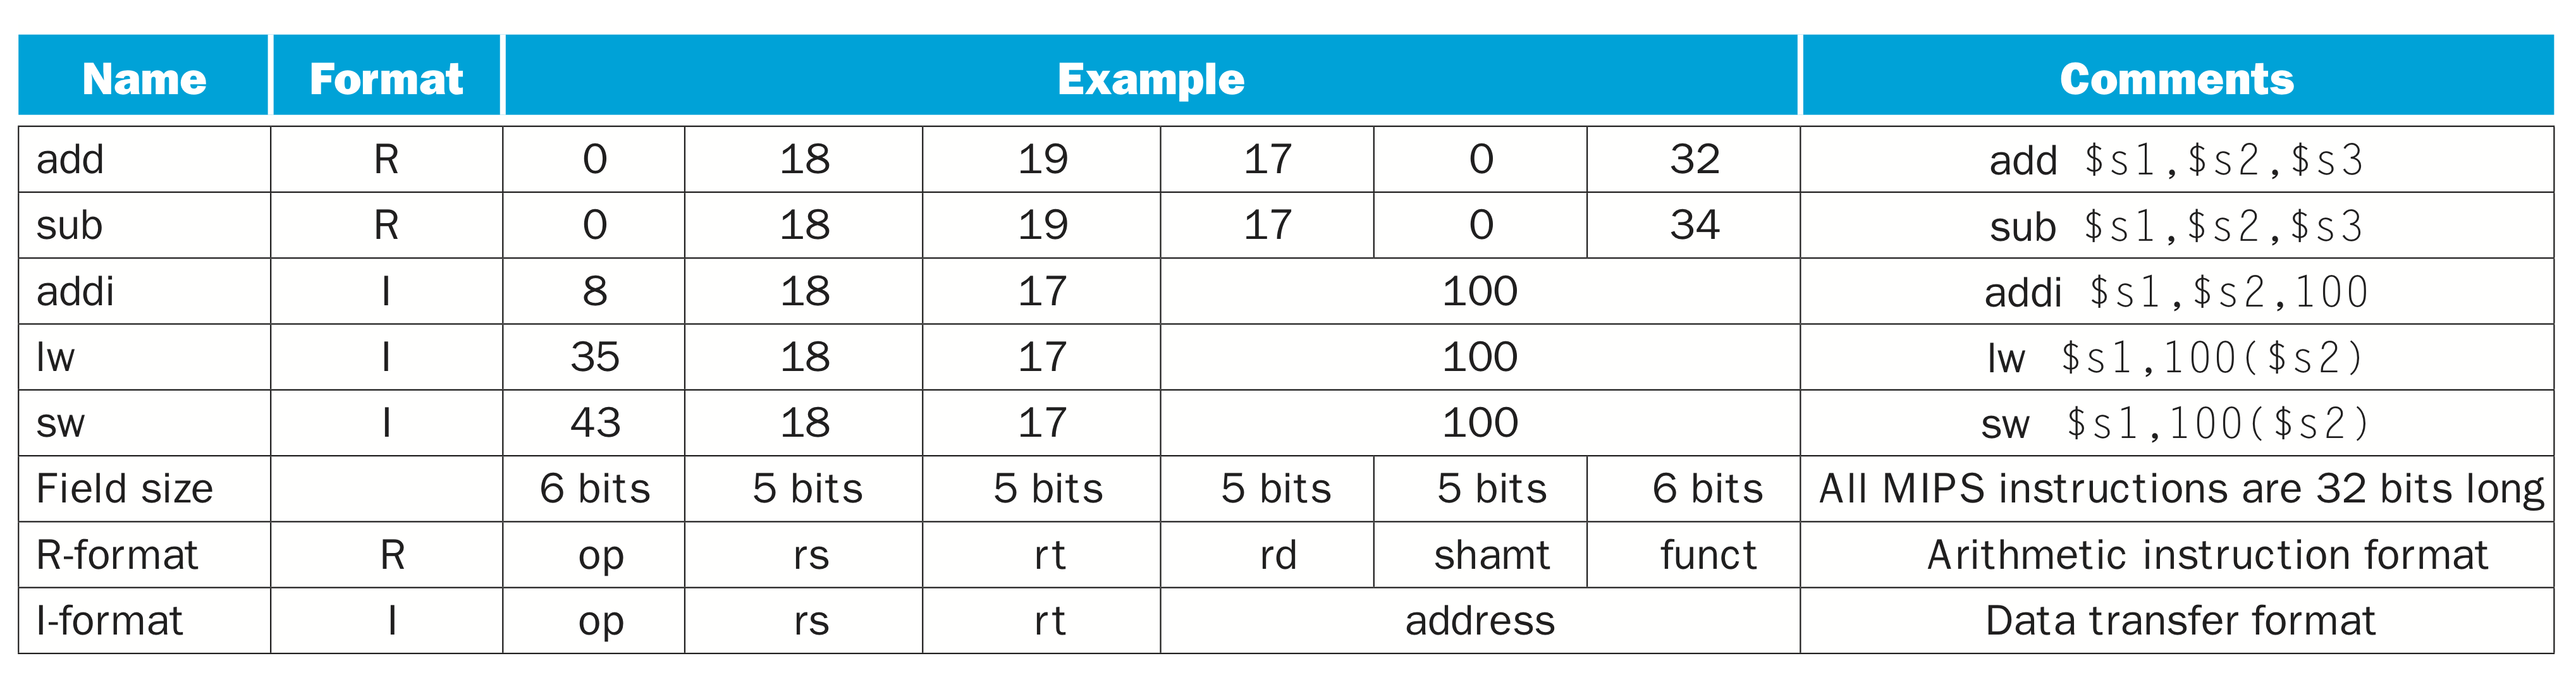 Name Format Example Comments
add R 0 18 19 17 0 32 add $s1,$s2,$s3
sub R 0 18 19 17 0 34 sub $s1,$s2,$s3
addi I 8 18 17 100 addi $s1,$s2,100
lw I 35 18 17 100 lw $s1,100($s2)
sw I 43 18 17 100 sw $s1,100($s2)
Field size 6 bits 5 bits 5 bits 5 bits 5 bits 6 bits All MIPS instructions are 32 bits long
R-format R op rs rt rd shamt funct Arithmetic instruction format
I-format I op rs rt address Data transfer format